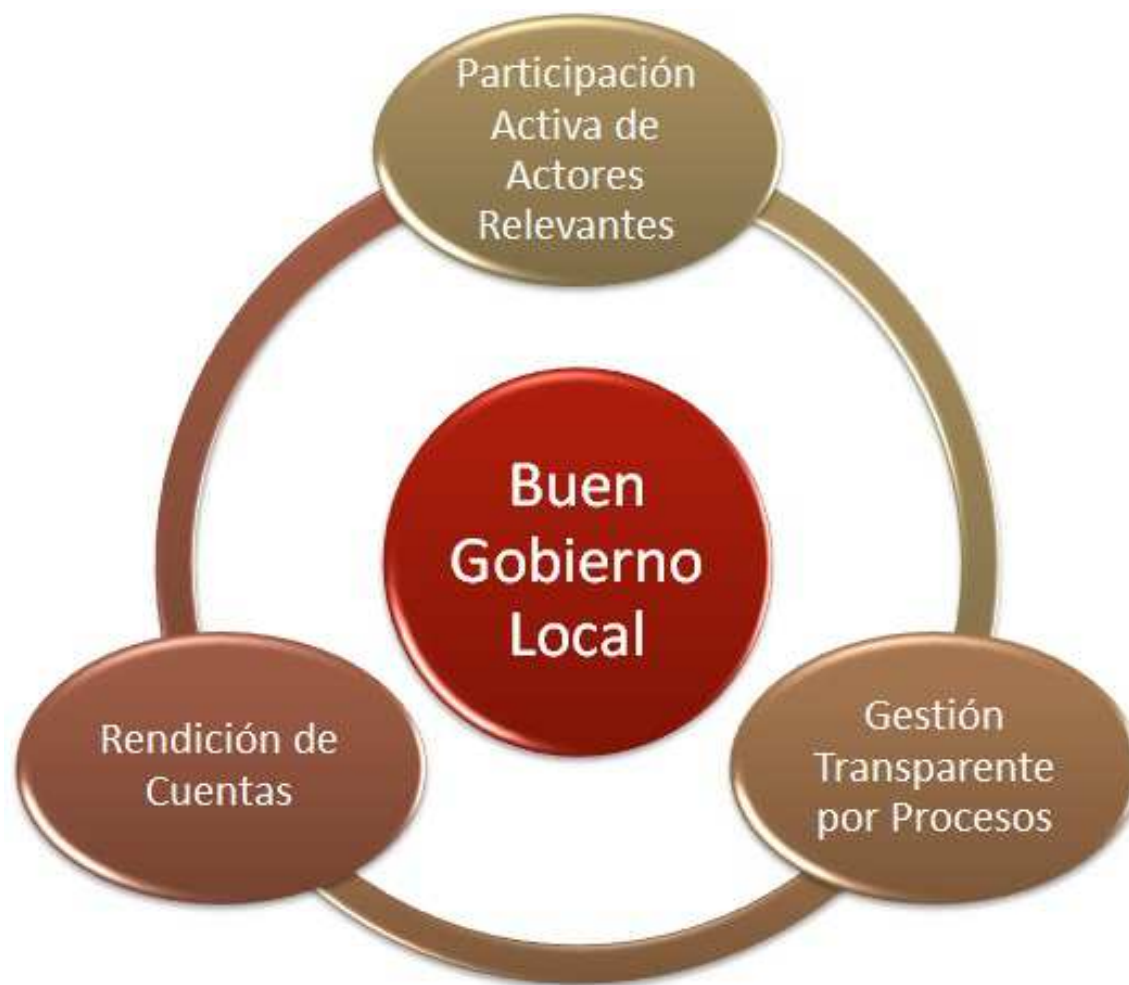 Participación
Activa de
Actores
Relevantes
Buen
Gobierno
Local
Rendición de
Cuentas
Gestión
Transparente
por Procesos